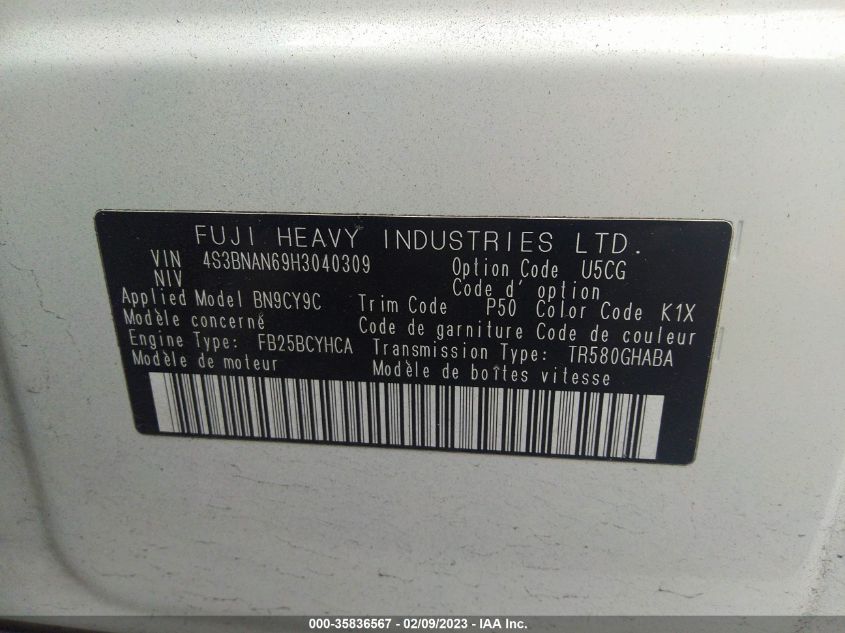 FUJI HEAVY INDUSTRIES LTD.
VIN 4S3BNAN69H3040309 Option Code U5CG
NIV Code d' option
Applied Model BN9CY9C Trim Code P50 Color Code K1X
Modèle concerné Code de garniture Code de couleur
Engine Type: FB25BCYHCA Transmission Type: TR580GHABA
Modèle de moteur Modèle de boîtes vitesse
000-35836567 - 02/09/2023 - IAA Inc.